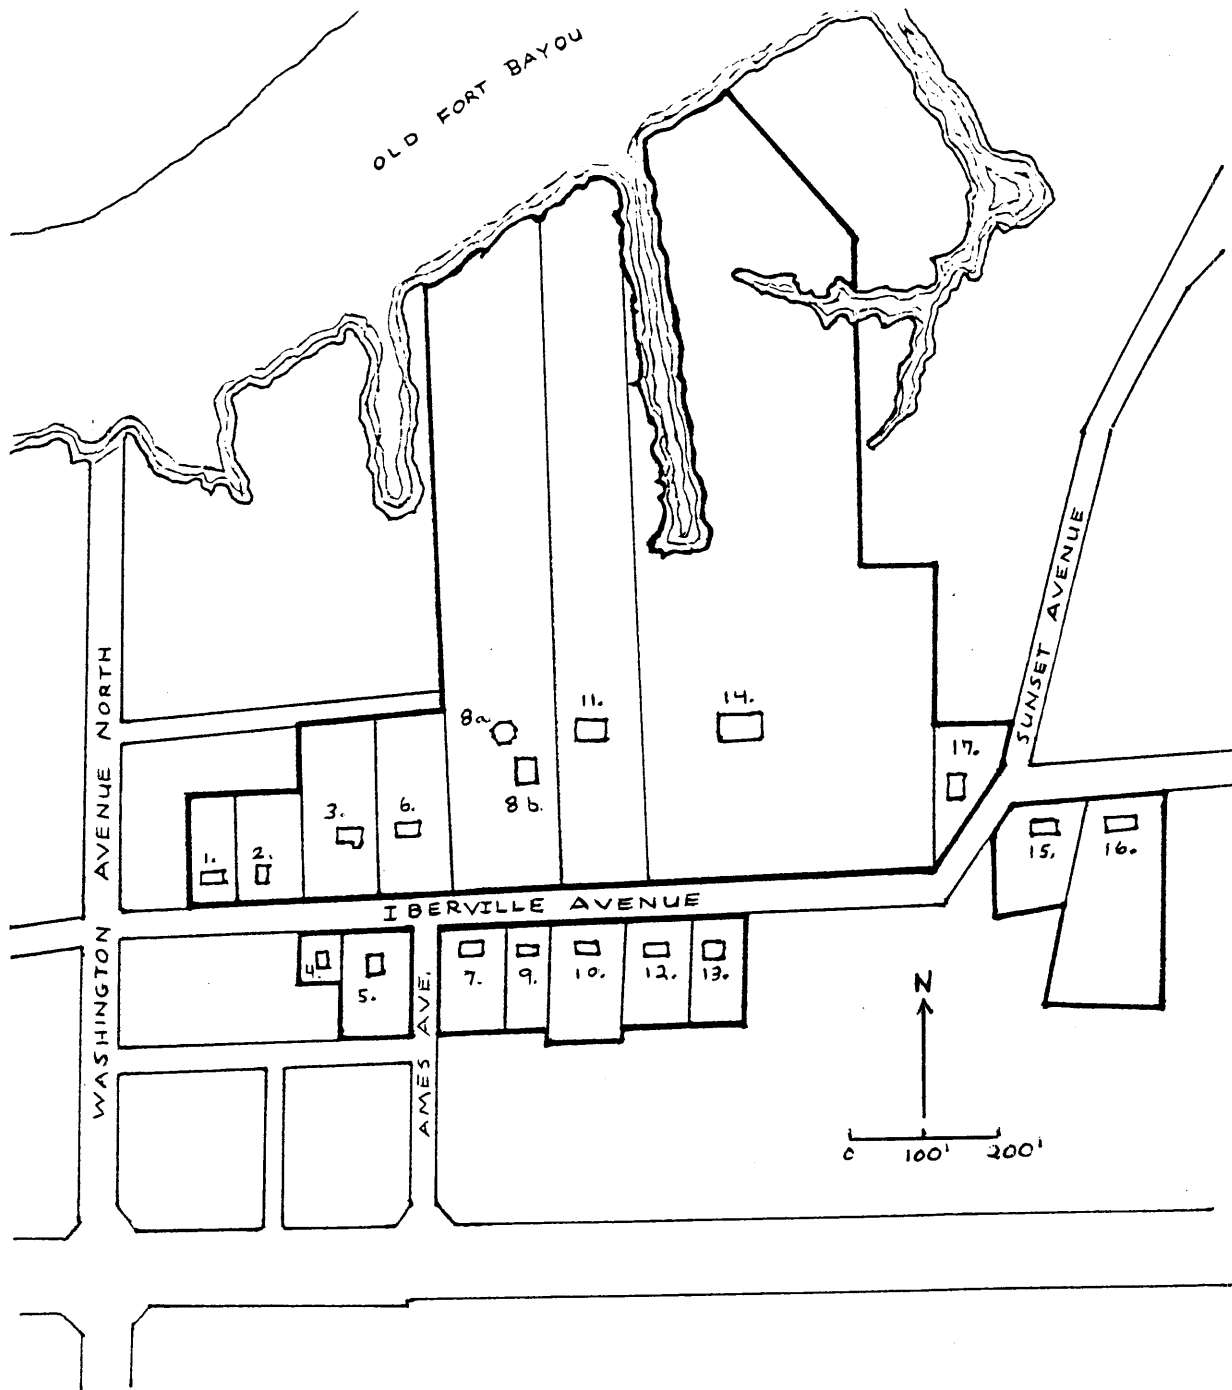 OLD FORT BAYOU
WASHINGTON AVENUE NORTH
SUNSET AVENUE
11.
14.
8a
17.
8b.
3.
6.
1.
2.
15.
16.
IBERVILLE AVENUE
4.
5.
7.
9.
10.
12.
13.
AMES AVE.
N
0 100' 200'